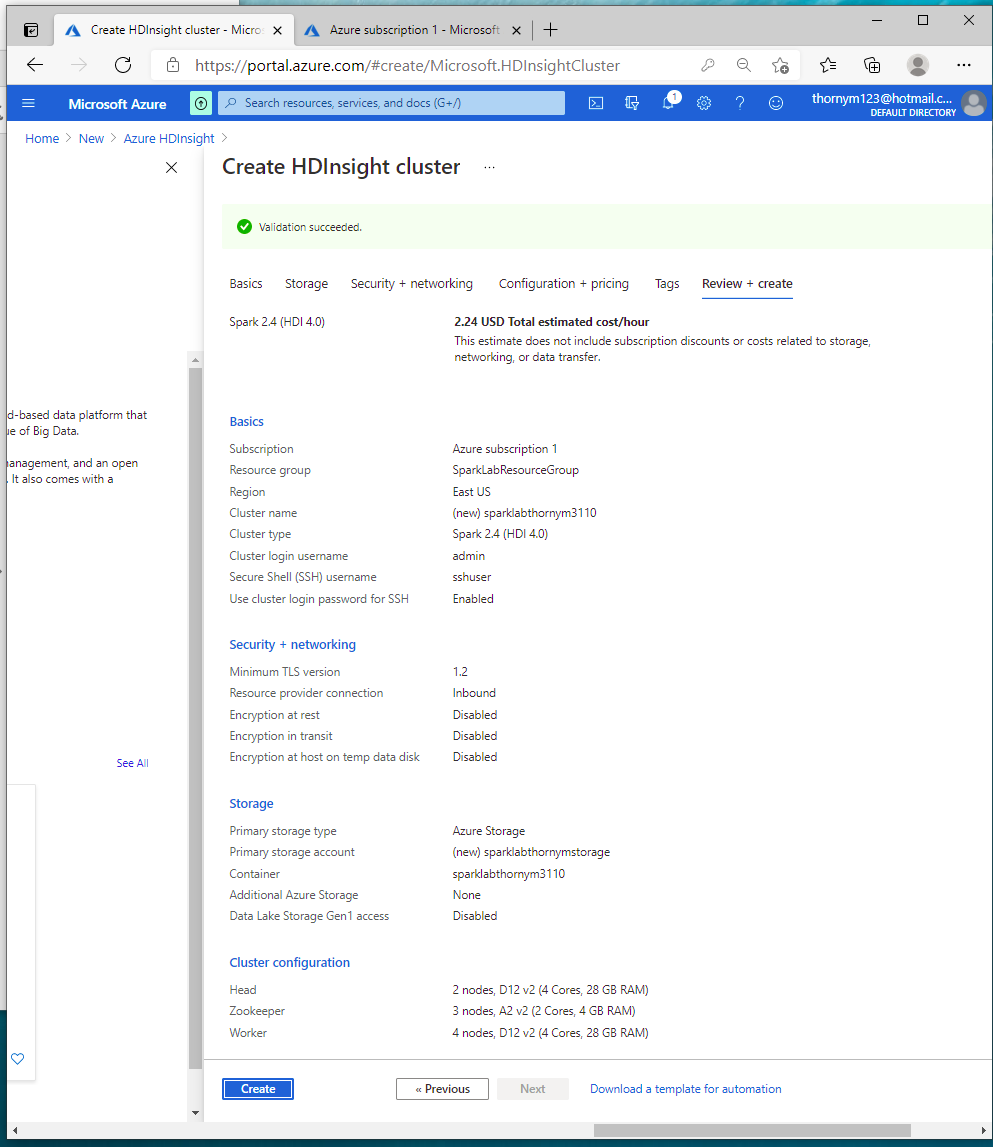 Create HDInsight cluster - Micros
Azure subscription 1 - Microsoft
https://portal.azure.com/#create/Microsoft.HDInsightCluster
Microsoft Azure
Search resources, services, and docs (G+/)
1
thornym123@hotmail.c...
DEFAULT DIRECTORY
Home > New > Azure HDInsight >
Create HDInsight cluster ...
Validation succeeded.
Basics Storage Security + networking Configuration + pricing Tags Review + create
Spark 2.4 (HDI 4.0)
2.24 USD Total estimated cost/hour
This estimate does not include subscription discounts or costs related to storage,
networking, or data transfer.
d-based data platform that
ue of Big Data.
management, and an open
. It also comes with a
See All
Basics
Subscription Azure subscription 1
Resource group SparkLabResourceGroup
Region East US
Cluster name (new) sparklabthornym3110
Cluster type Spark 2.4 (HDI 4.0)
Cluster login username admin
Secure Shell (SSH) username sshuser
Use cluster login password for SSH Enabled
Security + networking
Minimum TLS version 1.2
Resource provider connection Inbound
Encryption at rest Disabled
Encryption in transit Disabled
Encryption at host on temp data disk Disabled
Storage
Primary storage type Azure Storage
Primary storage account (new) sparklabthornymstorage
Container sparklabthornym3110
Additional Azure Storage None
Data Lake Storage Gen1 access Disabled
Cluster configuration
Head 2 nodes, D12 v2 (4 Cores, 28 GB RAM)
Zookeeper 3 nodes, A2 v2 (2 Cores, 4 GB RAM)
Worker 4 nodes, D12 v2 (4 Cores, 28 GB RAM)
Create « Previous Next Download a template for automation